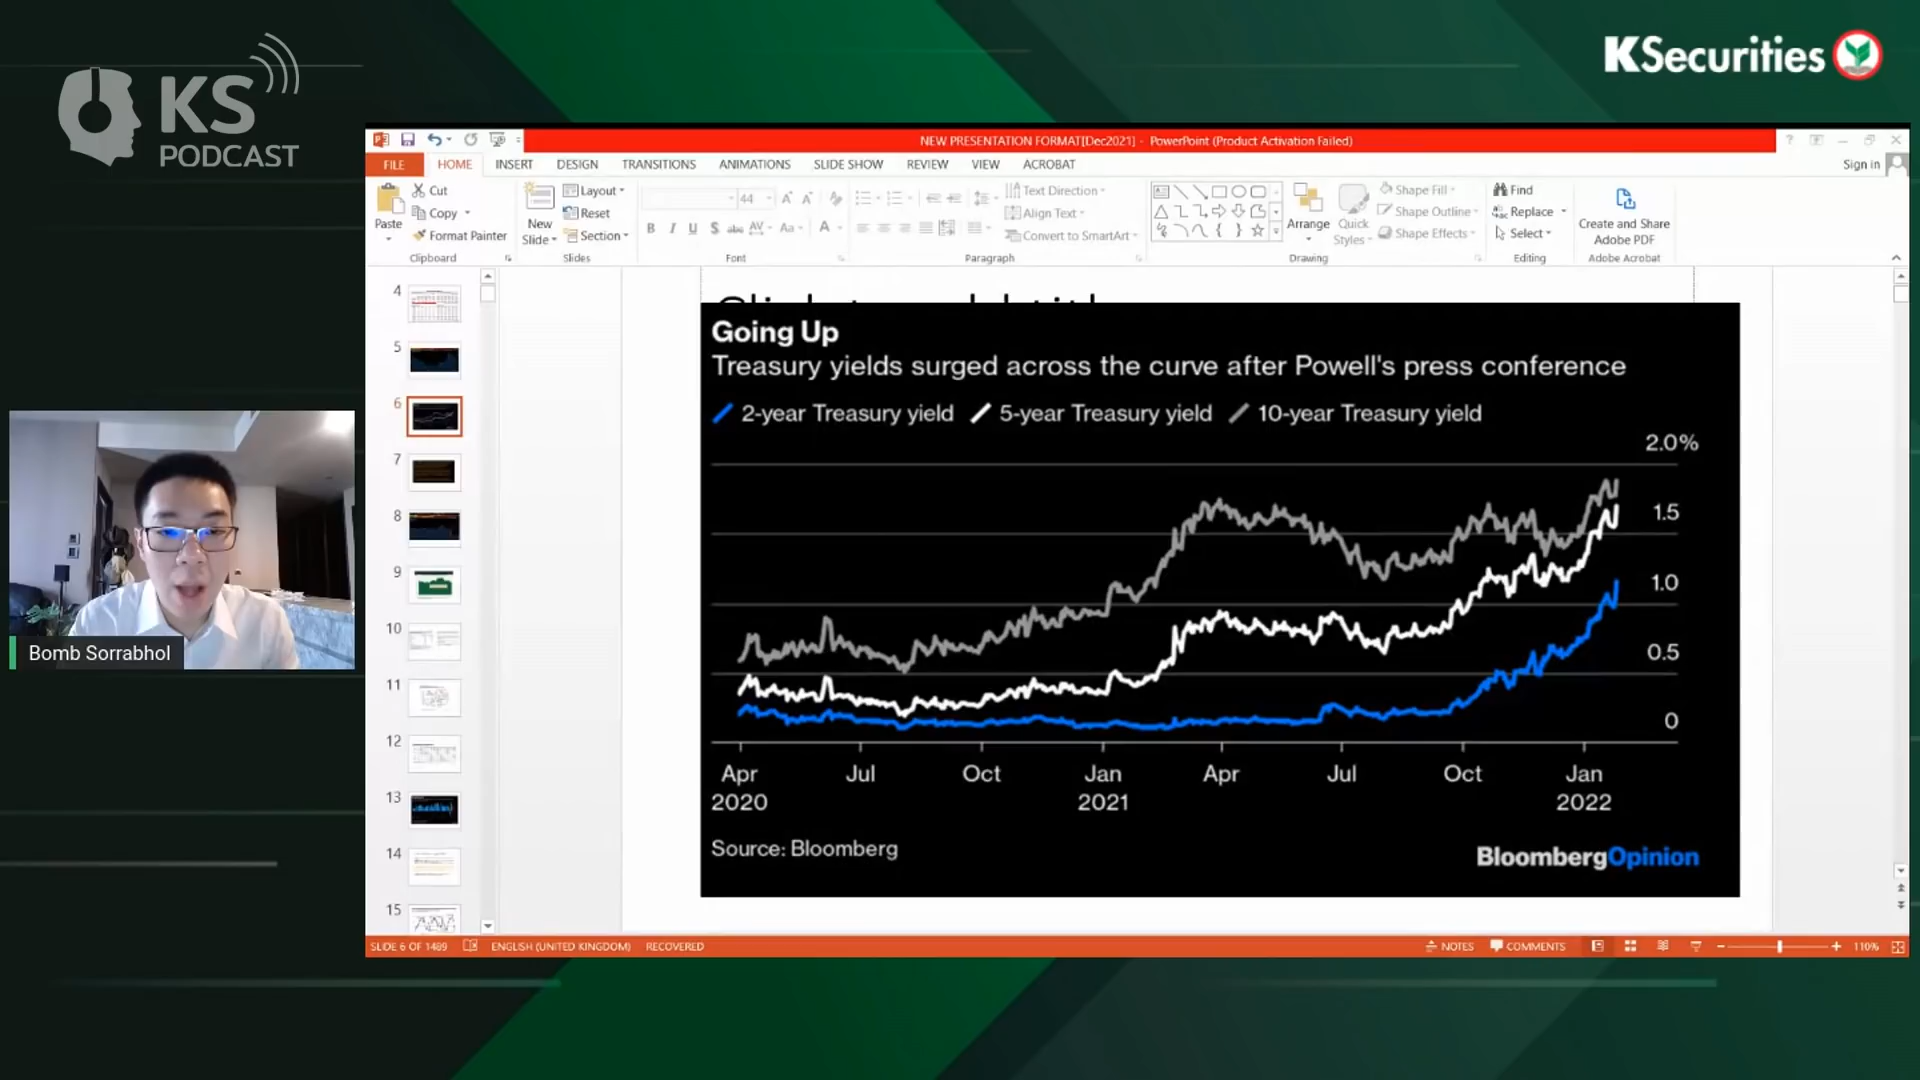 KS
PODCAST
KSecurities
NEW PRESENTATION FORMAT[Dec2021] - PowerPoint (Product Activation Failed)
FILE HOME INSERT DESIGN TRANSITIONS ANIMATIONS SLIDE SHOW REVIEW VIEW ACROBAT Sign in
Cut
Copy
Format Painter
Paste
Clipboard
New
Slide
Layout
Reset
Section
Slides
44
B I U S abc AV Aa A
Font
Text Direction
Align Text
Convert to SmartArt
Paragraph
Arrange
Quick
Styles
Shape Fill
Shape Outline
Shape Effects
Drawing
Find
Replace
Select
Editing
Create and Share
Adobe PDF
Adobe Acrobat
4
5
6
7
8
9
10
11
12
13
14
15
Going Up
Treasury yields surged across the curve after Powell's press conference
2-year Treasury yield 5-year Treasury yield 10-year Treasury yield
2.0%
1.5
1.0
0.5
0
Apr Jul Oct Jan Apr Jul Oct Jan
2020 2021 2022
Source: Bloomberg
BloombergOpinion
Bomb Sorrabhol
SLIDE 6 OF 1489 ENGLISH (UNITED KINGDOM) RECOVERED NOTES COMMENTS 110%